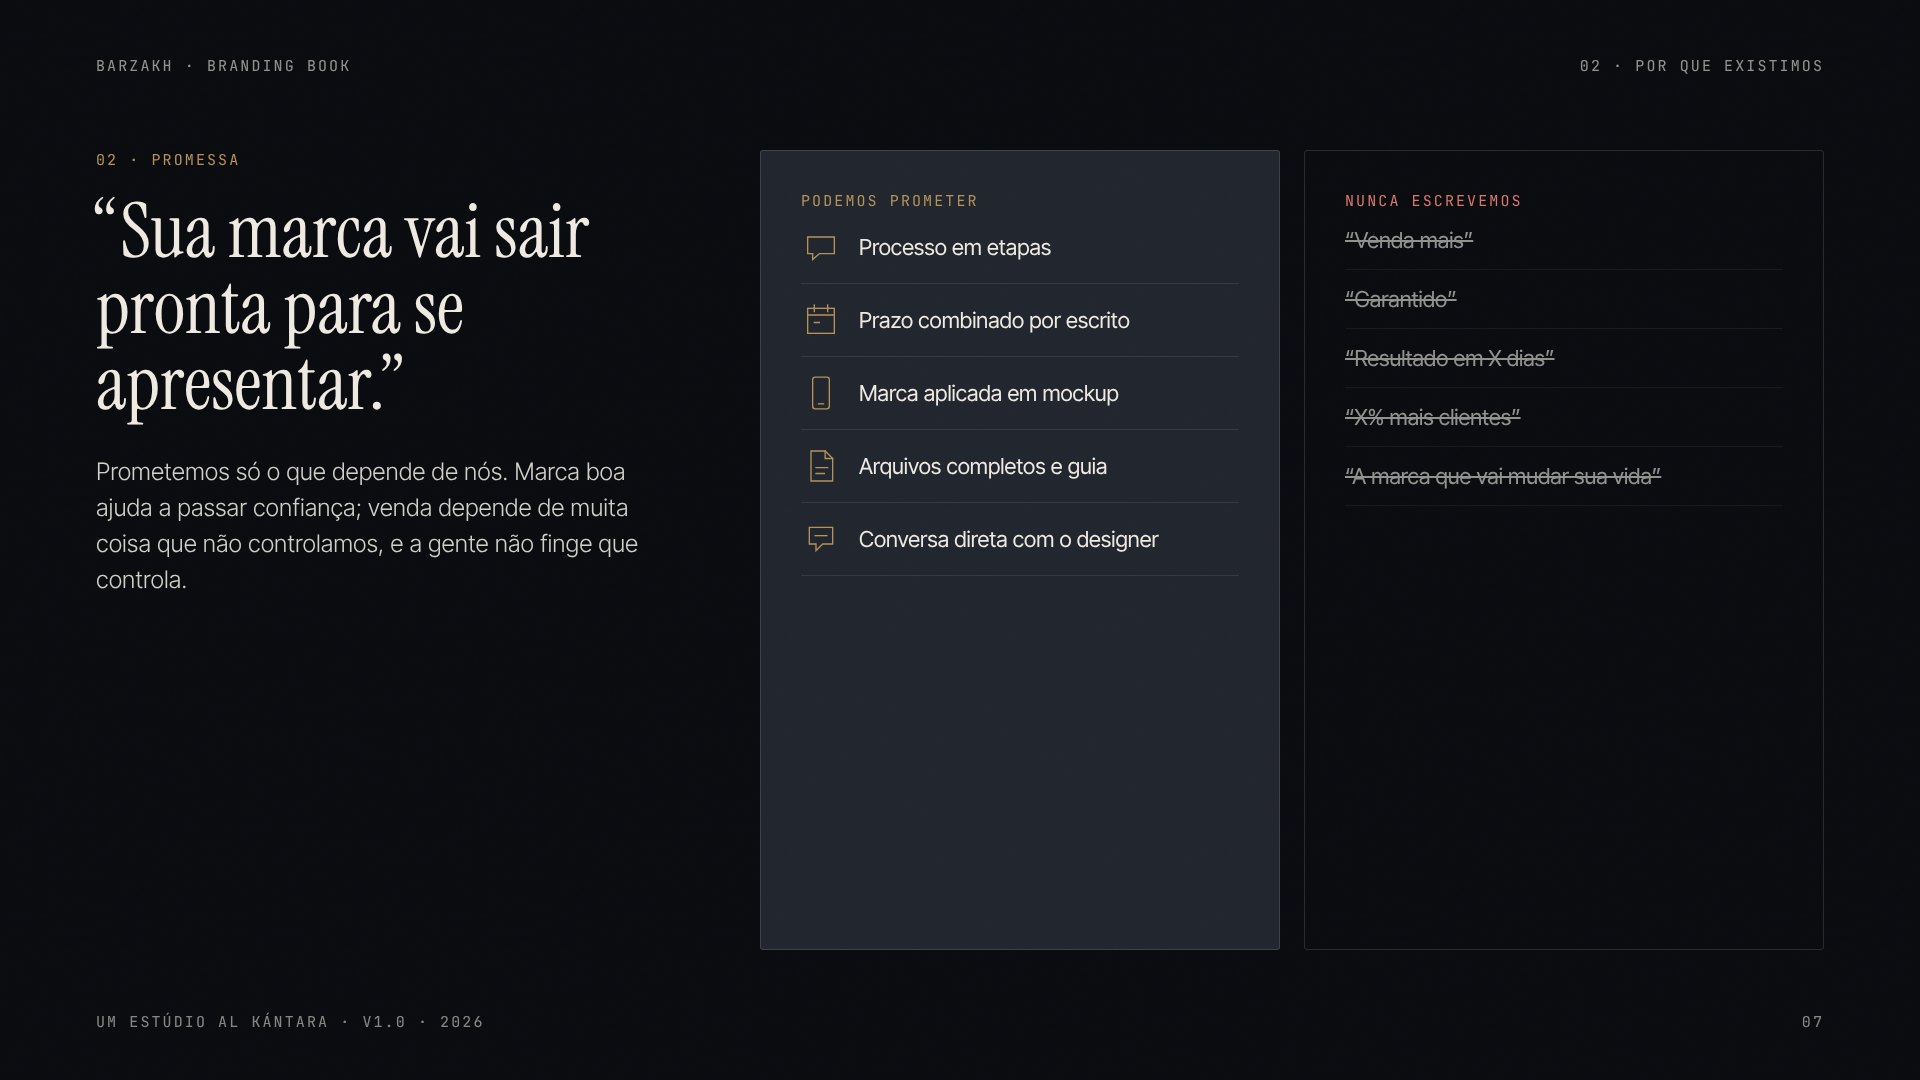 BARZAKH · BRANDING BOOK
02 · POR QUE EXISTIMOS
02 · PROMESSA
“Sua marca vai sair
pronta para se
apresentar.”
Prometemos só o que depende de nós. Marca boa
ajuda a passar confiança; venda depende de muita
coisa que não controlamos, e a gente não finge que
controla.
PODEMOS PROMETER
Processo em etapas
Prazo combinado por escrito
Marca aplicada em mockup
Arquivos completos e guia
Conversa direta com o designer
NUNCA ESCREVEMOS
“Venda mais”
“Garantido”
“Resultado em X dias”
“X% mais clientes”
“A marca que vai mudar sua vida”
UM ESTÚDIO AL KÁNTARA · V1.0 · 2026
07